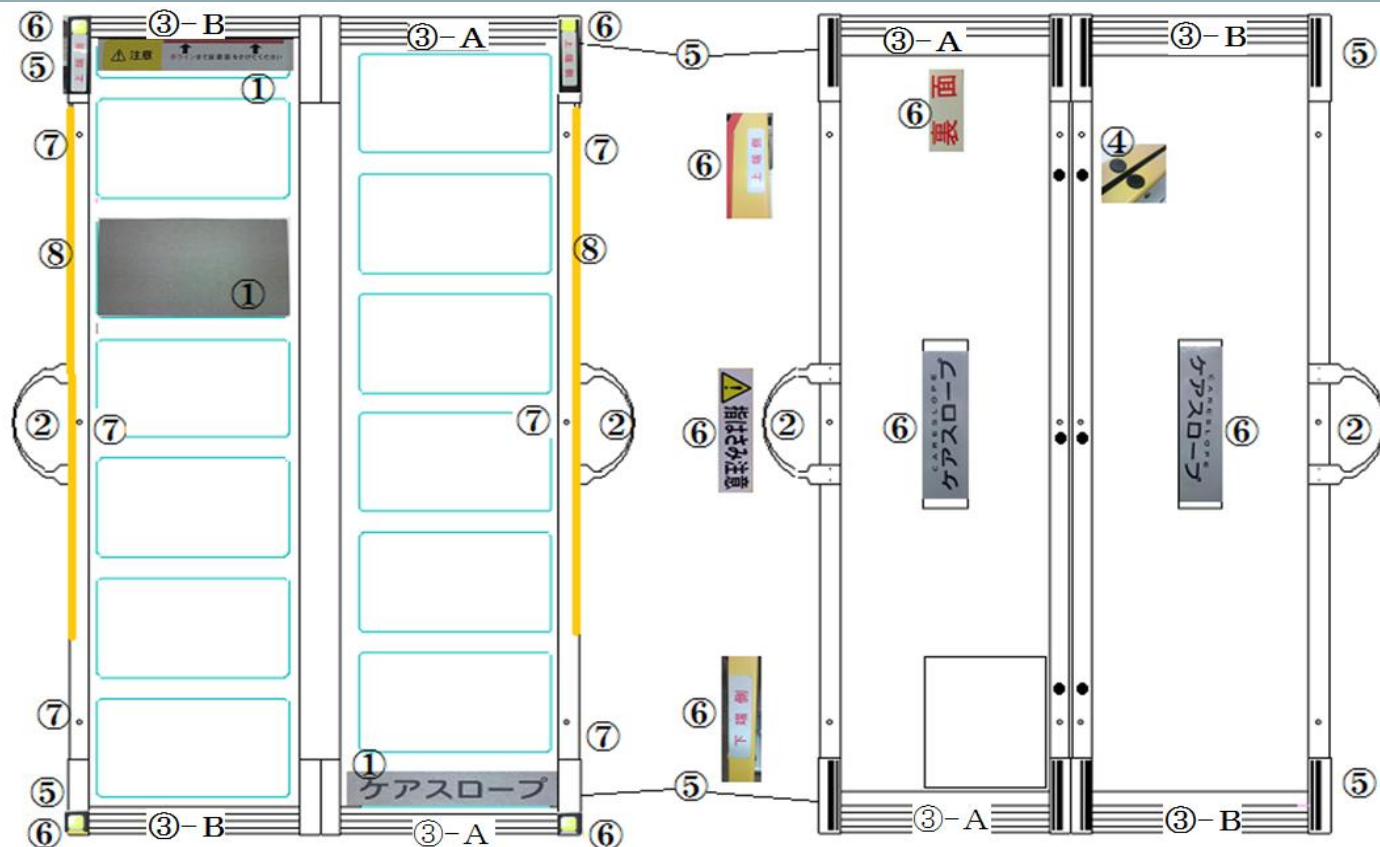 ⑥
③-B
③-A
⑥
⑤
⚠注意
①
⑦
⑦
⑧
①
⑧
②
⑦
⑦
②
⑦
⑦
①
ケアスロープ
⑤
⑥
③-B
③-A
⑥
⑤
⑥
⑥
指はさみ注意
⑥
⑤
③-A
③-B
⑤
⑥
裏面
④
②
⑥
ケアスロープ
CARESLOPE
ケアスロープ
CARESLOPE
⑥
②
⑤
③-A
③-B